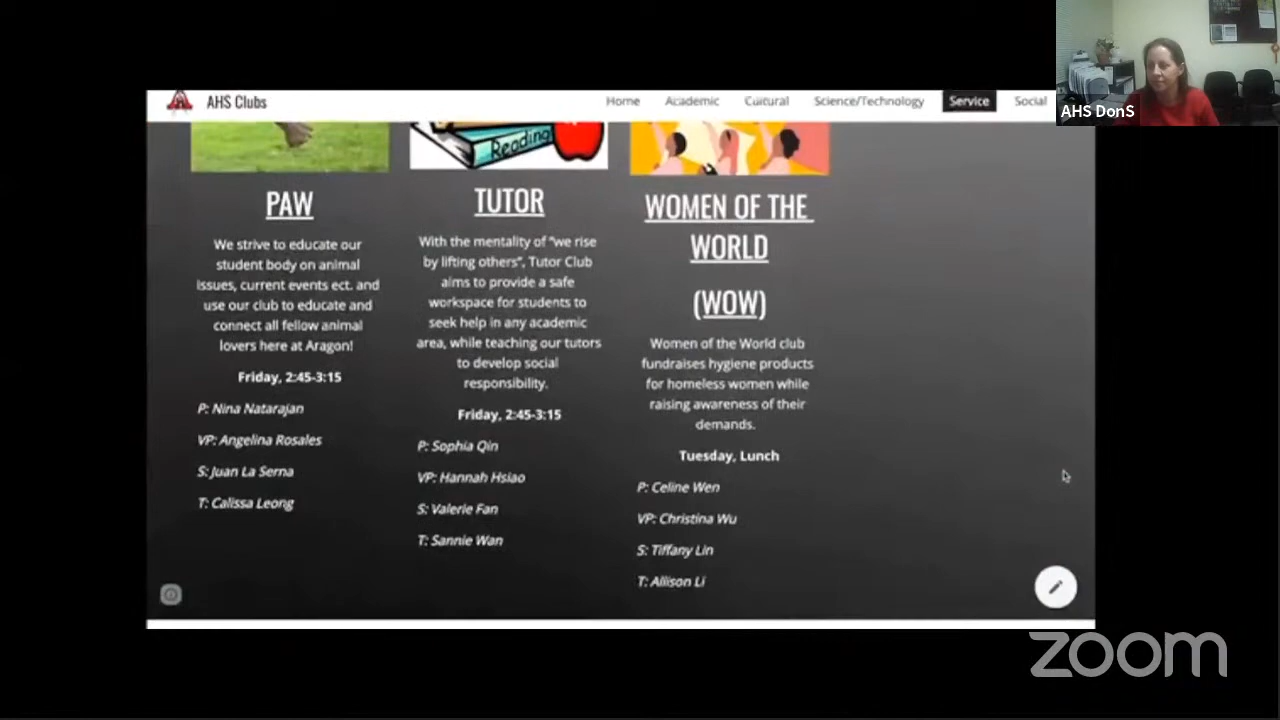 AHS Clubs
Home Academic Cultural Science/Technology Service Social
AHS DonS
Reading
PAW
We strive to educate our
student body on animal
issues, current events ect. and
use our club to educate and
connect all fellow animal
lovers here at Aragon!
Friday, 2:45-3:15
P: Nina Natarajan
VP: Angelina Rosales
S: Juan La Serna
T: Calissa Leong
TUTOR
With the mentality of "we rise
by lifting others", Tutor Club
aims to provide a safe
workspace for students to
seek help in any academic
area, while teaching our tutors
to develop social
responsibility.
Friday, 2:45-3:15
P: Sophia Qin
VP: Hannah Hsiao
S: Valerie Fan
T: Sannie Wan
WOMEN OF THE
WORLD
(WOW)
Women of the World club
fundraises hygiene products
for homeless women while
raising awareness of their
demands.
Tuesday, Lunch
P: Celine Wen
VP: Christina Wu
S: Tiffany Lin
T: Allison Li
zoom